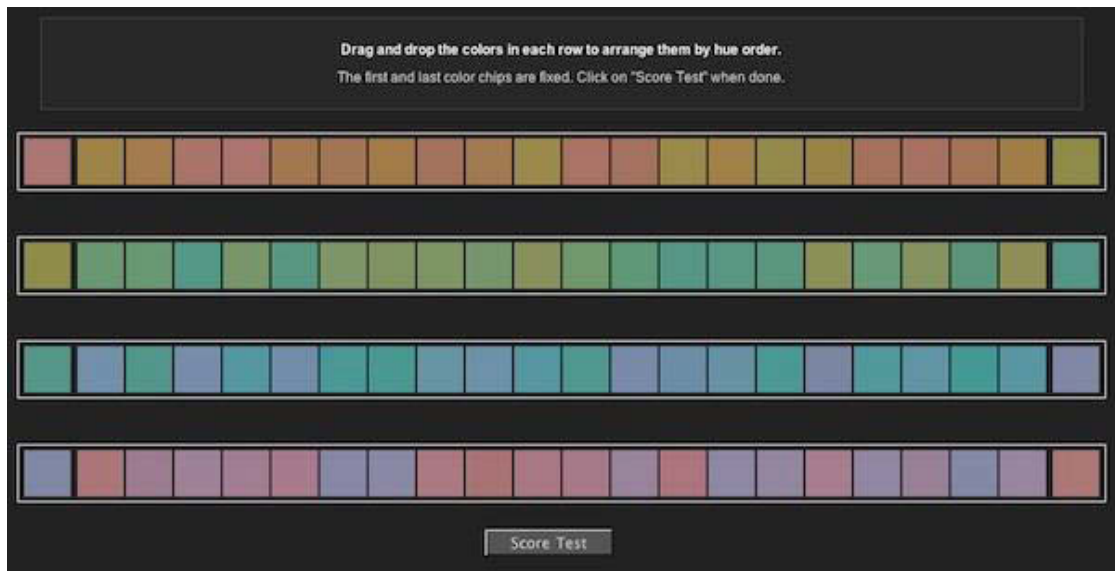 Drag and drop the colors in each row to arrange them by hue order.
The first and last color chips are fixed. Click on "Score Test" when done.
Score Test